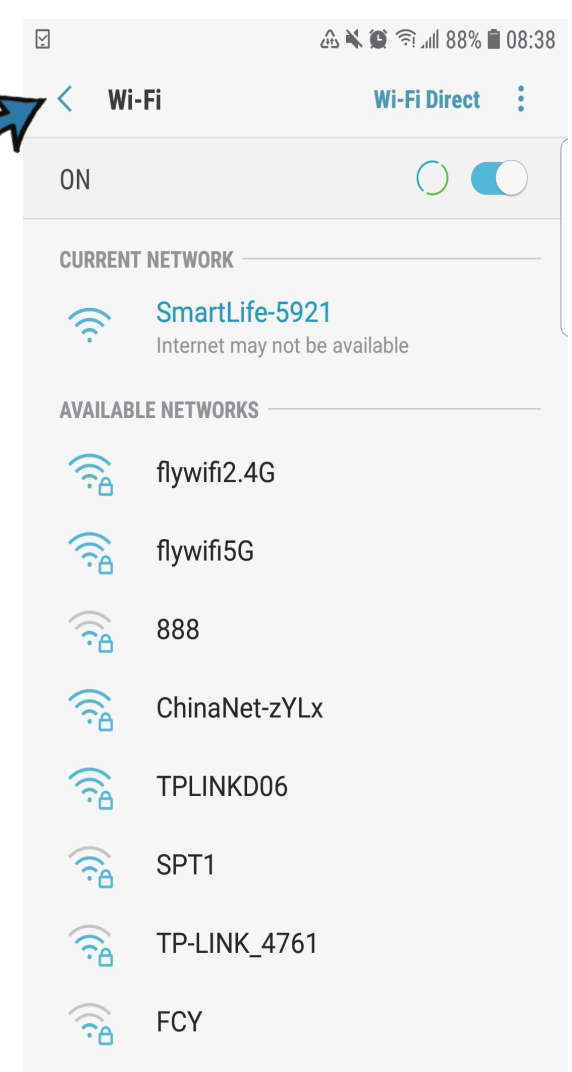 88% 08:38
Wi-Fi Wi-Fi Direct
ON
CURRENT NETWORK
SmartLife-5921
Internet may not be available
AVAILABLE NETWORKS
flywifi2.4G
flywifi5G
888
ChinaNet-zYLx
TPLINKD06
SPT1
TP-LINK_4761
FCY